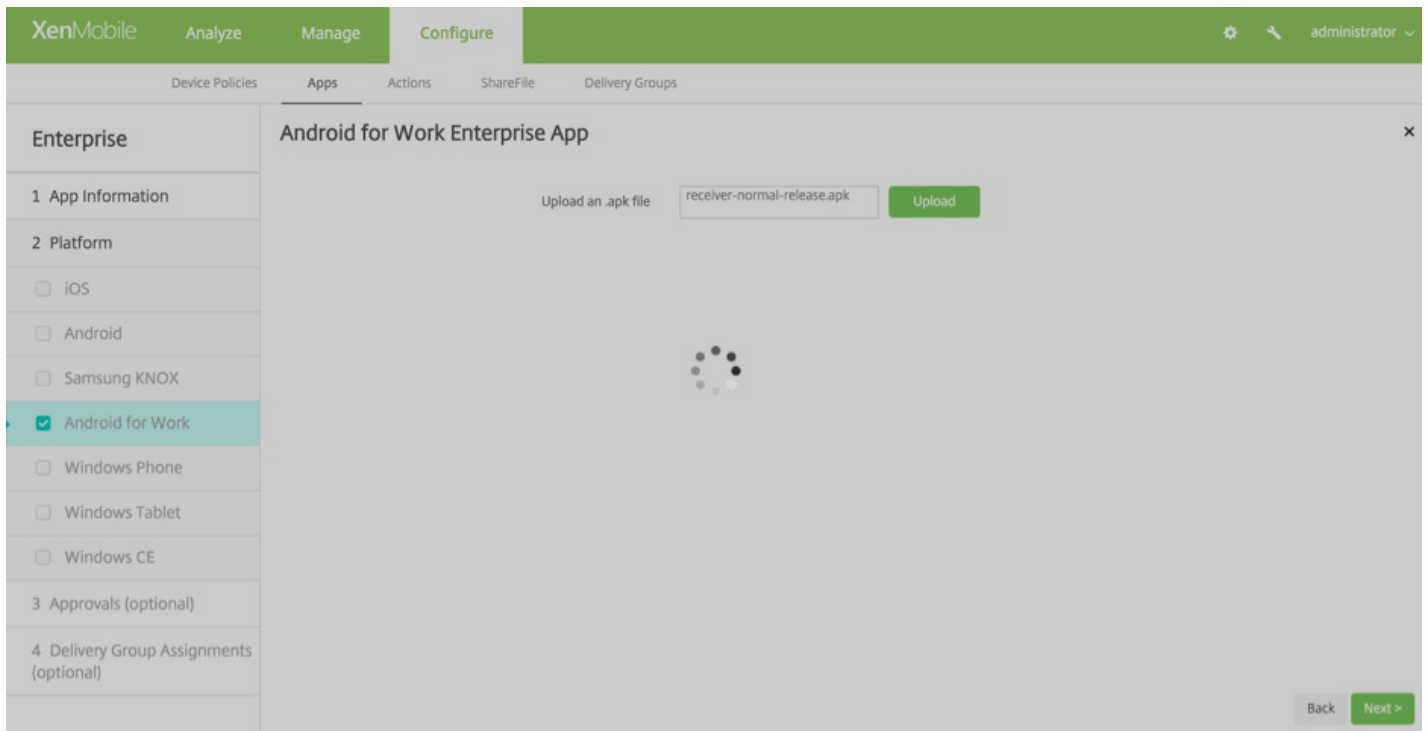 XenMobile Analyze Manage Configure administrator
Device Policies Apps Actions ShareFile Delivery Groups
Enterprise
Android for Work Enterprise App
1 App Information
Upload an .apk file receiver-normal-release.apk Upload
2 Platform
iOS
Android
Samsung KNOX
Android for Work
Windows Phone
Windows Tablet
Windows CE
3 Approvals (optional)
4 Delivery Group Assignments
(optional)
Back Next >